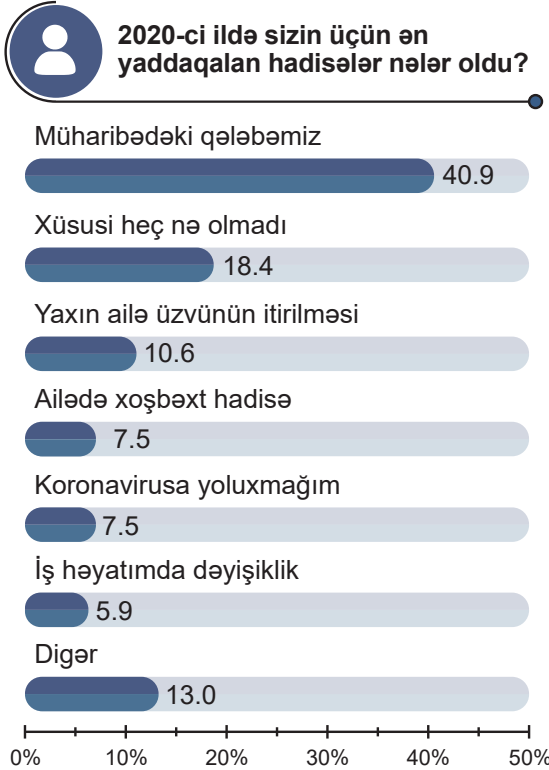 2020-ci ildə sizin üçün ən
yaddaqalan hadisələr nələr oldu?
Müharibədəki qələbəmiz
40.9
Xüsusi heç nə olmadı
18.4
Yaxın ailə üzvünün itirilməsi
10.6
Ailədə xoşbəxt hadisə
7.5
Koronavirusa yoluxmağım
7.5
İş həyatımda dəyişiklik
5.9
Digər
13.0
0% 10% 20% 30% 40% 50%